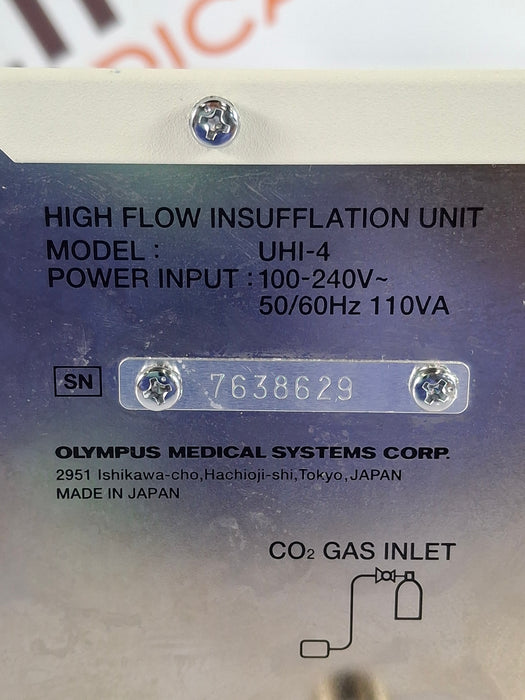 HIGH FLOW INSUFFLATION UNIT
MODEL : UHI-4
POWER INPUT : 100-240V~
50/60Hz 110VA
SN 7638629
OLYMPUS MEDICAL SYSTEMS CORP.
2951 Ishikawa-cho,Hachioji-shi,Tokyo,JAPAN
MADE IN JAPAN
CO₂ GAS INLET